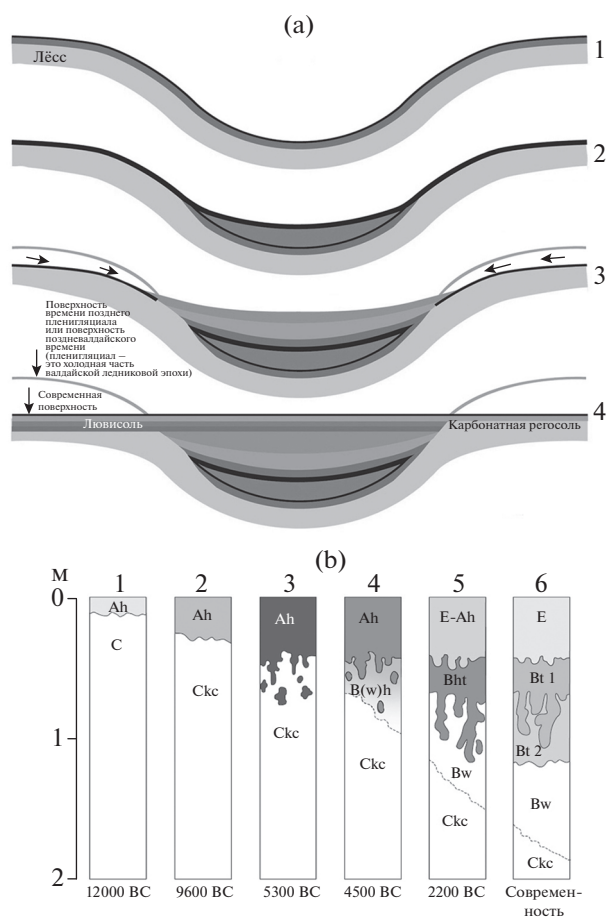 (a)
Лёсс
1
2
3
Поверхность
времени позднего
пленигляциала
или поверхность
поздневалдайского
времени
(пленигляциал –
это холодная часть
валдайской ледниковой эпохи)
Современная
поверхность
4
Лювисоль
Карбонатная регосоль
(b)
м
1 2 3 4 5 6
0
Ah Ah Ah Ah E-Ah E
C
Ckc
Ckc
B(w)h
Ckc
Bht
Bw
Ckc
Bt 1
Bt 2
Bw
Ckc
1
2
12000 BC 9600 BC 5300 BC 4500 BC 2200 BC Современ-
ность